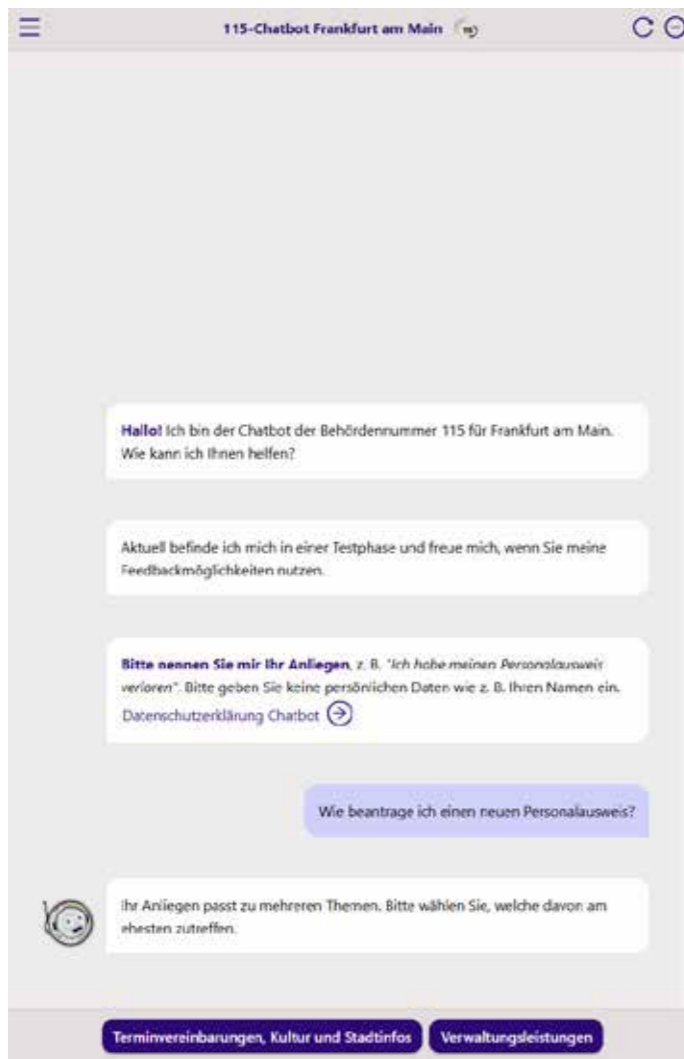 115-Chatbot Frankfurt am Main
Hallo! Ich bin der Chatbot der Behördennummer 115 für Frankfurt am Main.
Wie kann ich Ihnen helfen?
Aktuell befinde ich mich in einer Testphase und freue mich, wenn Sie meine
Feedbackmöglichkeiten nutzen.
Bitte nennen Sie mir Ihr Anliegen, z. B. "Ich habe meinen Personalausweis
verloren". Bitte geben Sie keine persönlichen Daten wie z. B. Ihren Namen ein.
Datenschutzerklärung Chatbot
Wie beantrage ich einen neuen Personalausweis?
Ihr Anliegen passt zu mehreren Themen. Bitte wählen Sie, welche davon am
ehesten zutreffen.
Terminvereinbarungen, Kultur und Stadtinfos
Verwaltungsleistungen